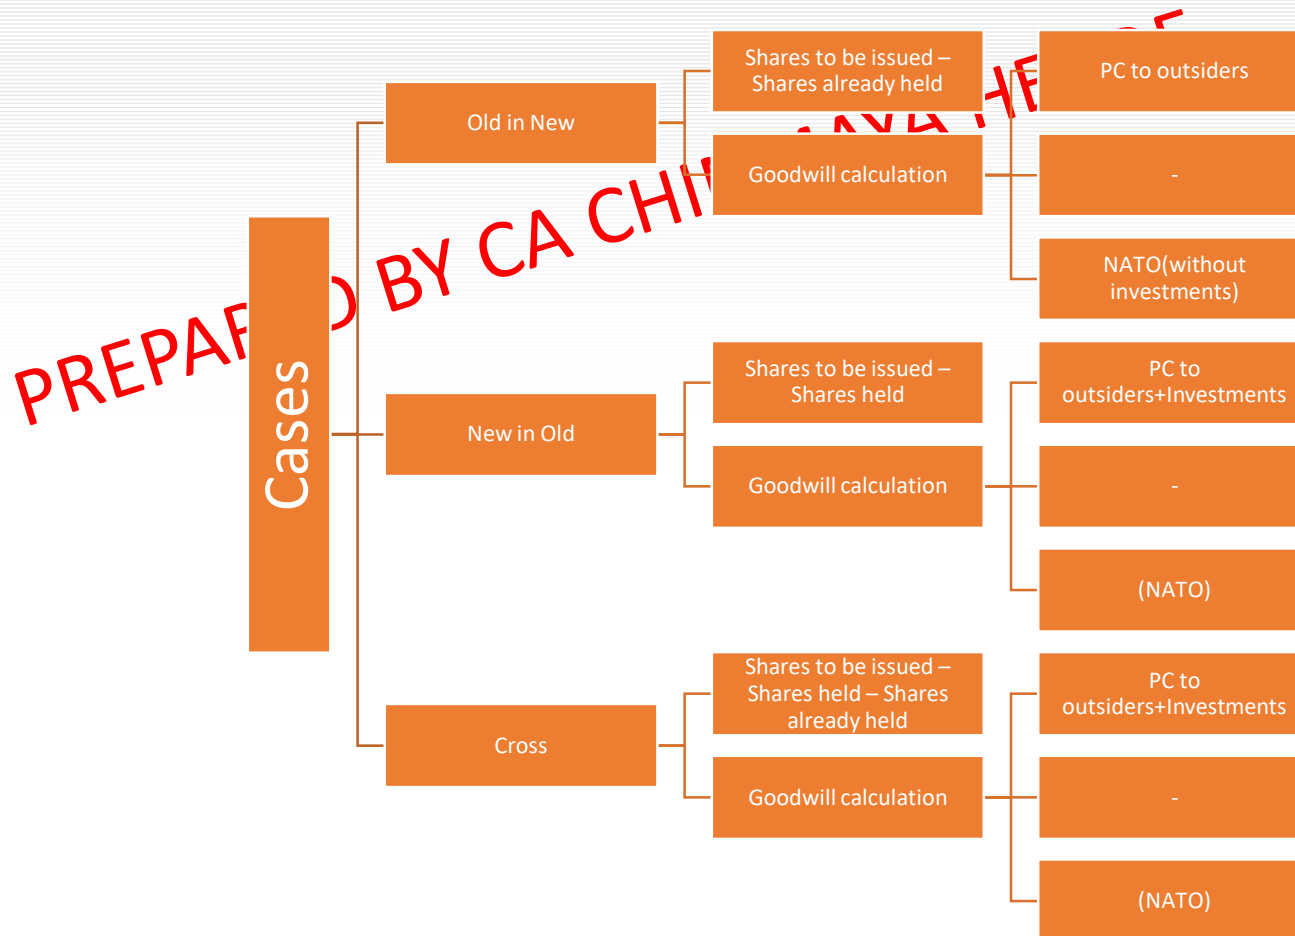 PREPARED BY CA
Cases
Old in New
Shares to be issued –
Shares already held
Goodwill calculation
PC to outsiders
-
NATO(without
investments)
New in Old
Shares to be issued –
Shares held
Goodwill calculation
PC to
outsiders+Investments
-
(NATO)
Cross
Shares to be issued –
Shares held – Shares
already held
Goodwill calculation
PC to
outsiders+Investments
-
(NATO)